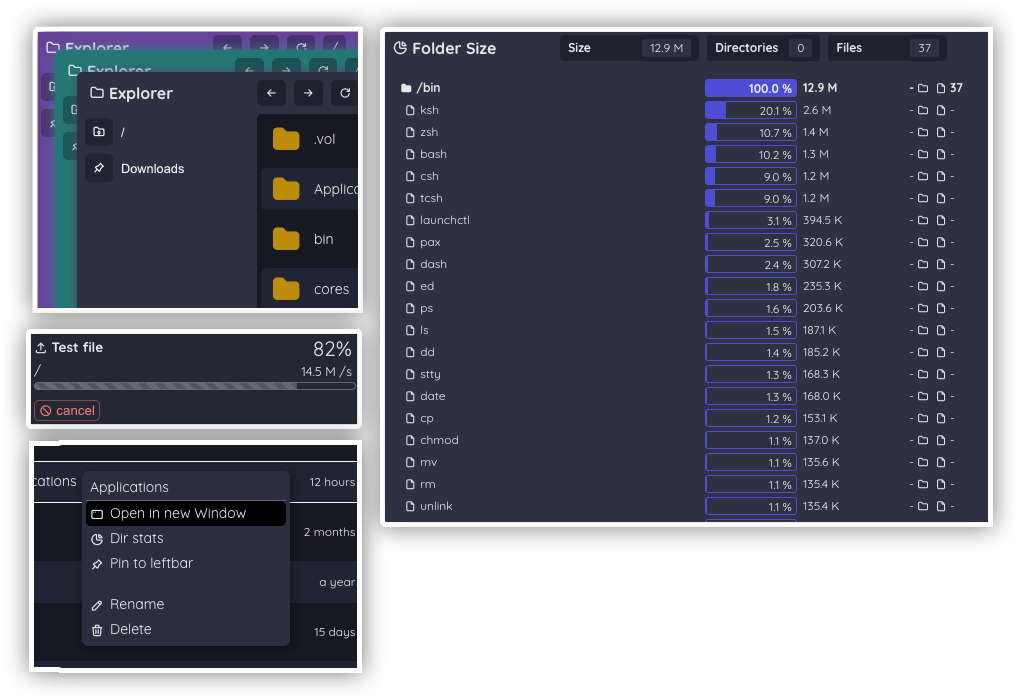 Explorer
Explorer
Explorer
/
Downloads
.vol
Applic
bin
cores
Test file 82%
/ 14.5 M /s
cancel
cations 12 hours
Applications
Open in new Window
2 months
Dir stats
Pin to leftbar
a year
Rename
Delete
15 days
Folder Size Size 12.9 M Directories 0 Files 37
/bin 100.0 % 12.9 M - 37
ksh 20.1 % 2.6 M - -
zsh 10.7 % 1.4 M - -
bash 10.2 % 1.3 M - -
csh 9.0 % 1.2 M - -
tcsh 9.0 % 1.2 M - -
launchctl 3.1 % 394.5 K - -
pax 2.5 % 320.6 K - -
dash 2.4 % 307.2 K - -
ed 1.8 % 235.3 K - -
ps 1.6 % 203.6 K - -
ls 1.5 % 187.1 K - -
dd 1.4 % 185.2 K - -
stty 1.3 % 168.3 K - -
date 1.3 % 168.0 K - -
cp 1.2 % 153.1 K - -
chmod 1.1 % 137.0 K - -
mv 1.1 % 135.6 K - -
rm 1.1 % 135.4 K - -
unlink 1.1 % 135.4 K - -